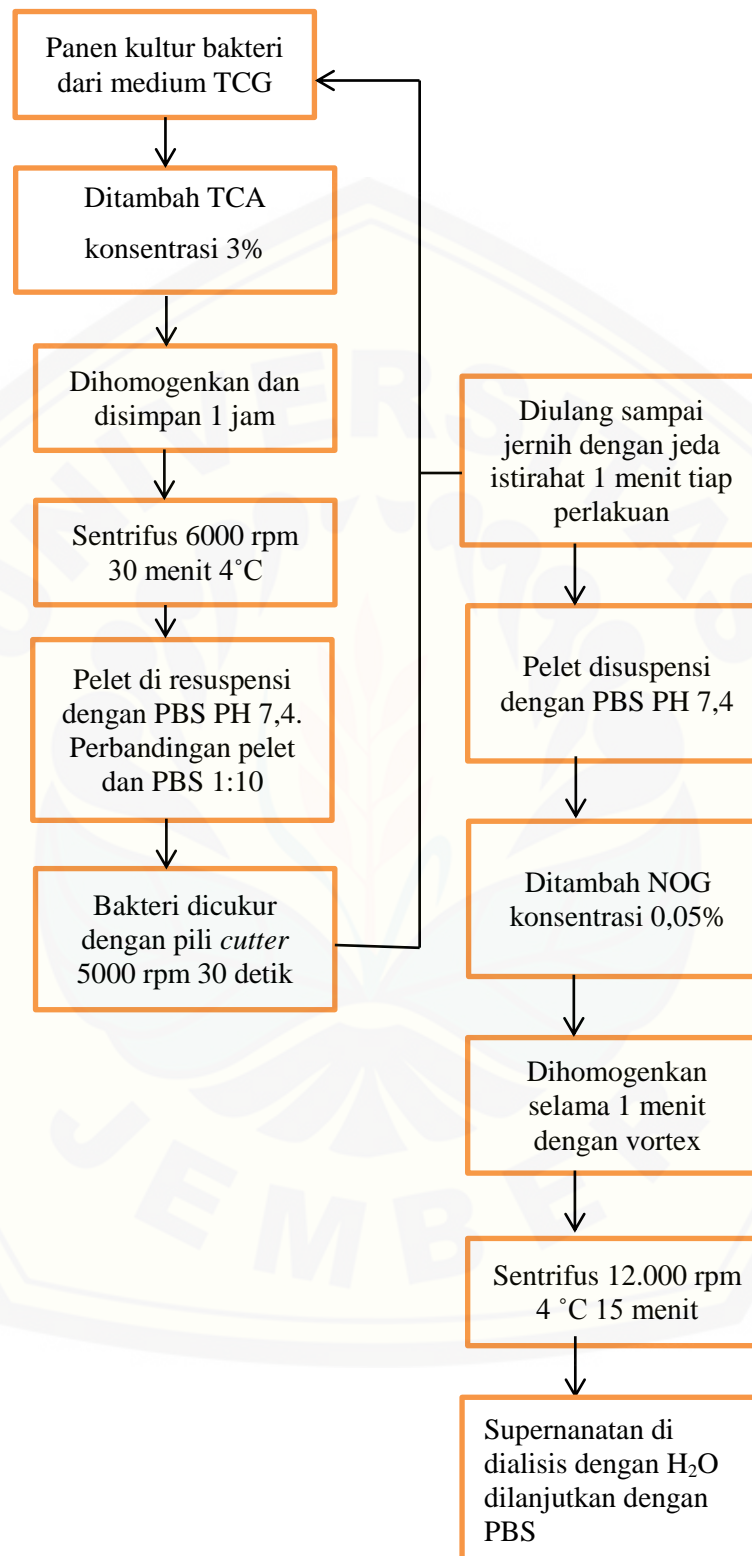 Panen kultur bakteri
dari medium TCG
Ditambah TCA
konsentrasi 3%
Dihomogenkan dan
disimpan 1 jam
Sentrifus 6000 rpm
30 menit 4˚C
Pelet di resuspensi
dengan PBS PH 7,4.
Perbandingan pelet
dan PBS 1:10
Bakteri dicukur
dengan pili cutter
5000 rpm 30 detik
Diulang sampai
jernih dengan jeda
istirahat 1 menit tiap
perlakuan
Pelet disuspensi
dengan PBS PH 7,4
Ditambah NOG
konsentrasi 0,05%
Dihomogenkan
selama 1 menit
dengan vortex
Sentrifus 12.000 rpm
4 ˚C 15 menit
Supernanatan di
dialisis dengan H₂O
dilanjutkan dengan
PBS
UNIVERSITAS
JEMBER